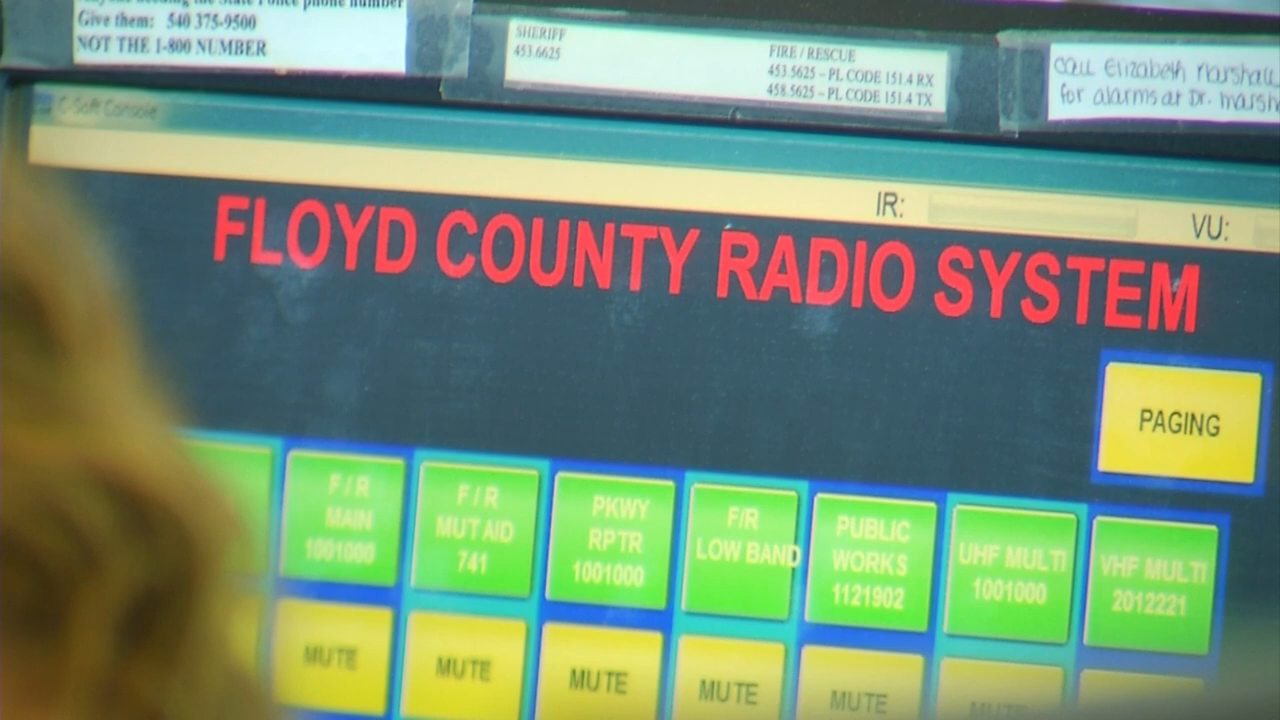 Give them: 540 375-9500
NOT THE 1-800 NUMBER
SHERIFF
453.6625
FIRE / RESCUE
453.5625 – PL CODE 151.4 RX
458.5625 – PL CODE 151.4 TX
CALL Elizabeth Marshall
for alarms at Dr.
C-Soft Console
IR:
VU:
FLOYD COUNTY RADIO SYSTEM
PAGING
F / R
MAIN
1001000
F / R
MUT AID
741
PKWY
RPTR
1001000
F/R
LOW BAND
PUBLIC
WORKS
1121902
UHF MULTI
1001000
VHF MULTI
2012221
MUTE
MUTE
MUTE
MUTE
MUTE
MUTE